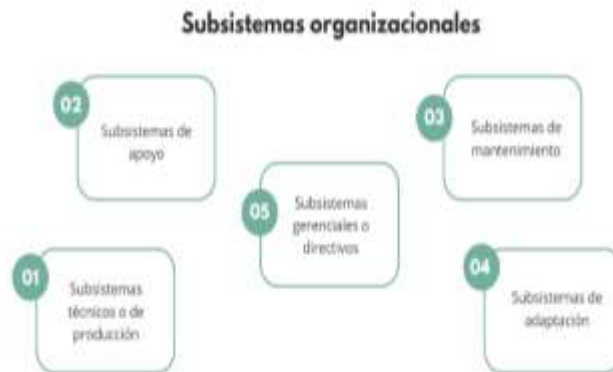 Subsistemas organizacionales
02
Subsistemas de
apoyo
03
Subsistemas de
mantenimiento
05
Subsistemas
gerenciales o
directivos
01
Subsistemas
técnicos o de
producción
04
Subsistemas de
adaptación